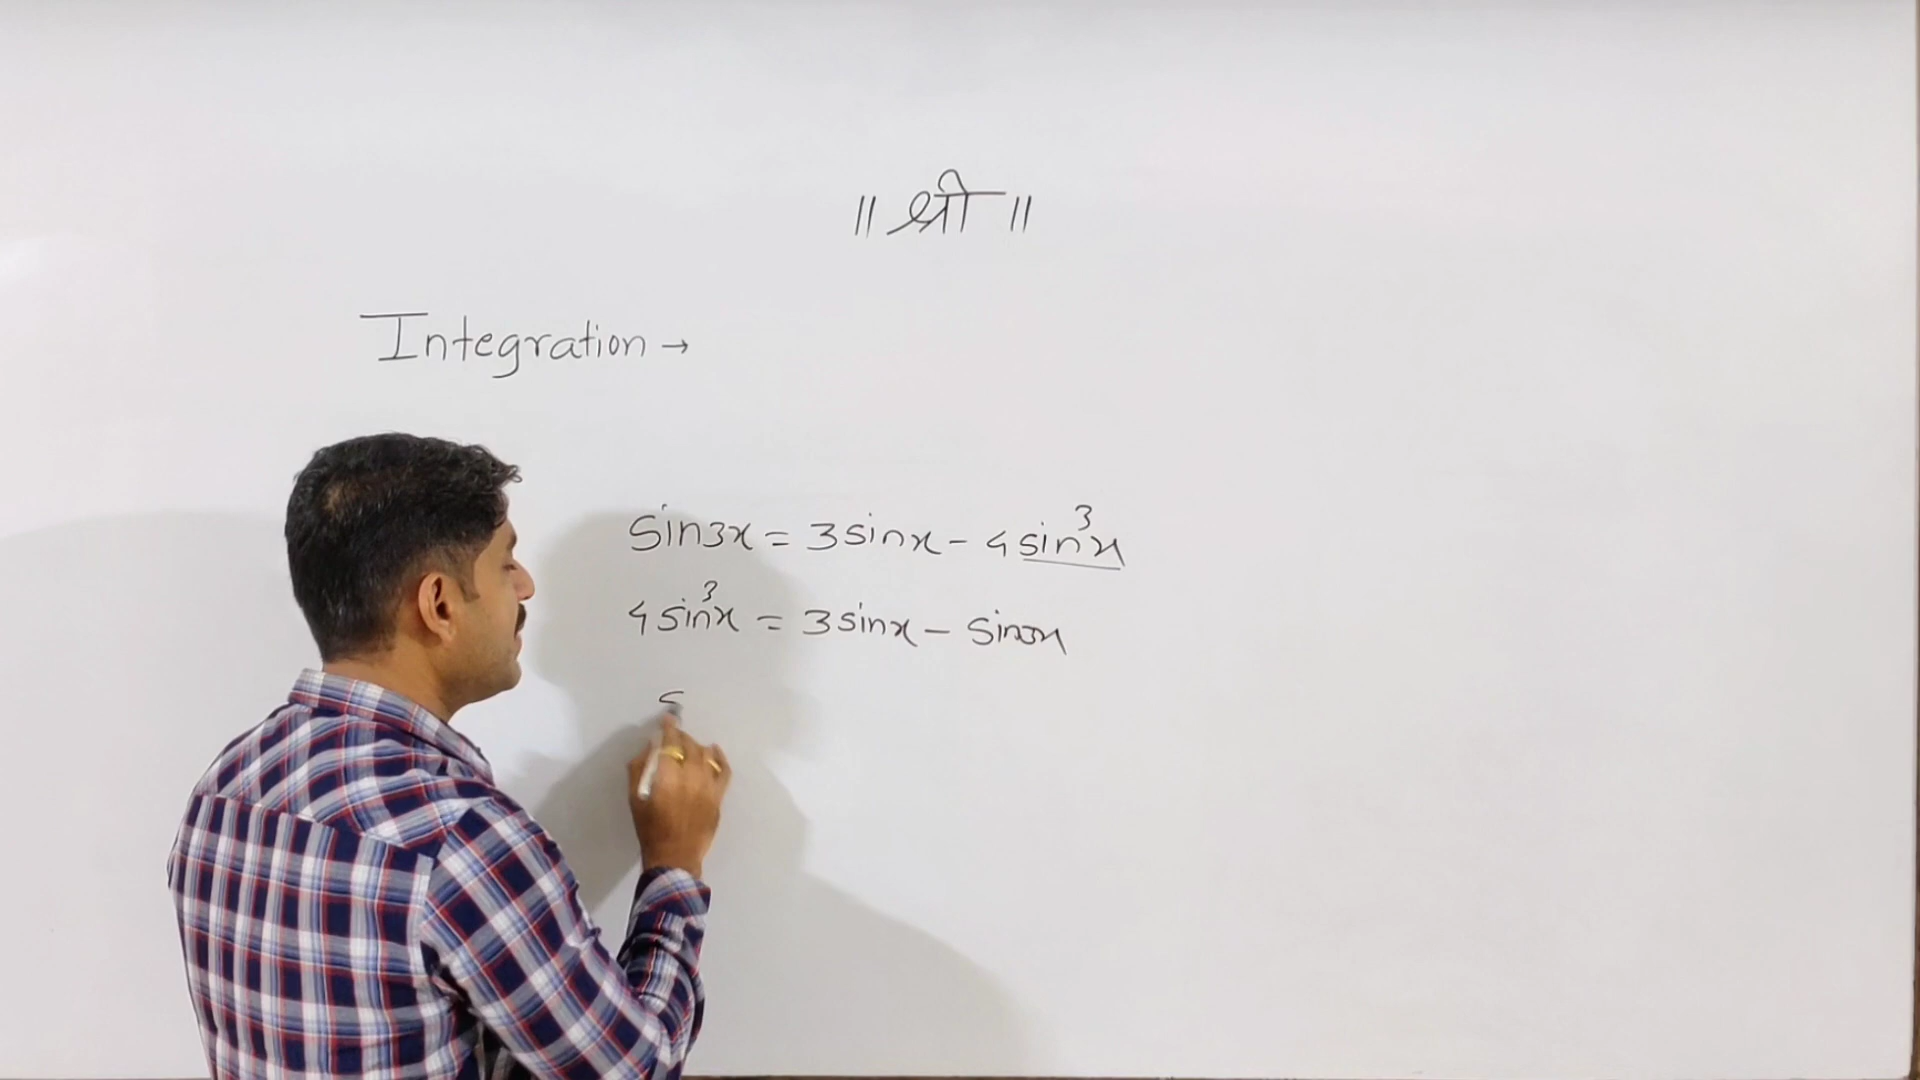 ॥ श्री ॥
Integration →
sin3x = 3sinx - 4sin³x
4sin³x = 3sinx - sin3x
s